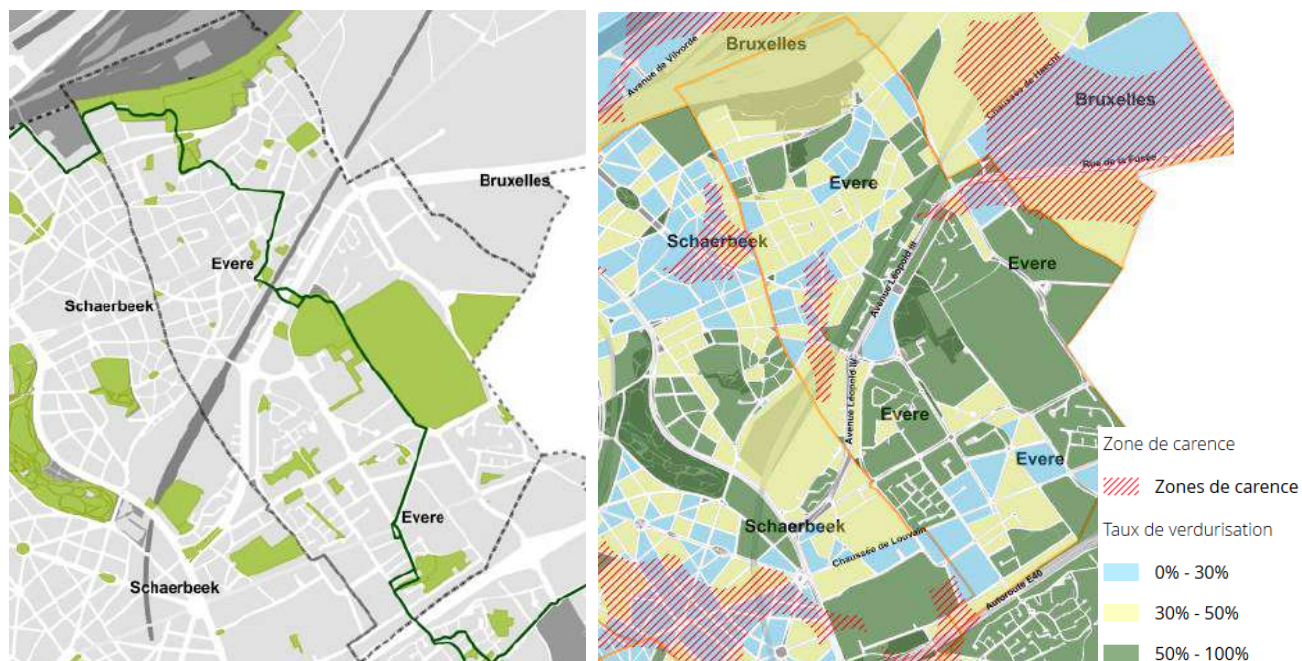 Bruxelles
Evere
Schaerbeek
Evere
Schaerbeek
Bruxelles
Avenue de Vilvorde
Chaussée de Haecht
Bruxelles
Rue de la Fusée
Evere
Schaerbeek
Avenue Léopold III
Evere
Avenue Léopold III
Evere
Evere
Schaerbeek
Chaussée de Louvain
Autoroute E40
Zone de carence
Zones de carence
Taux de verdurisation
0% - 30%
30% - 50%
50% - 100%